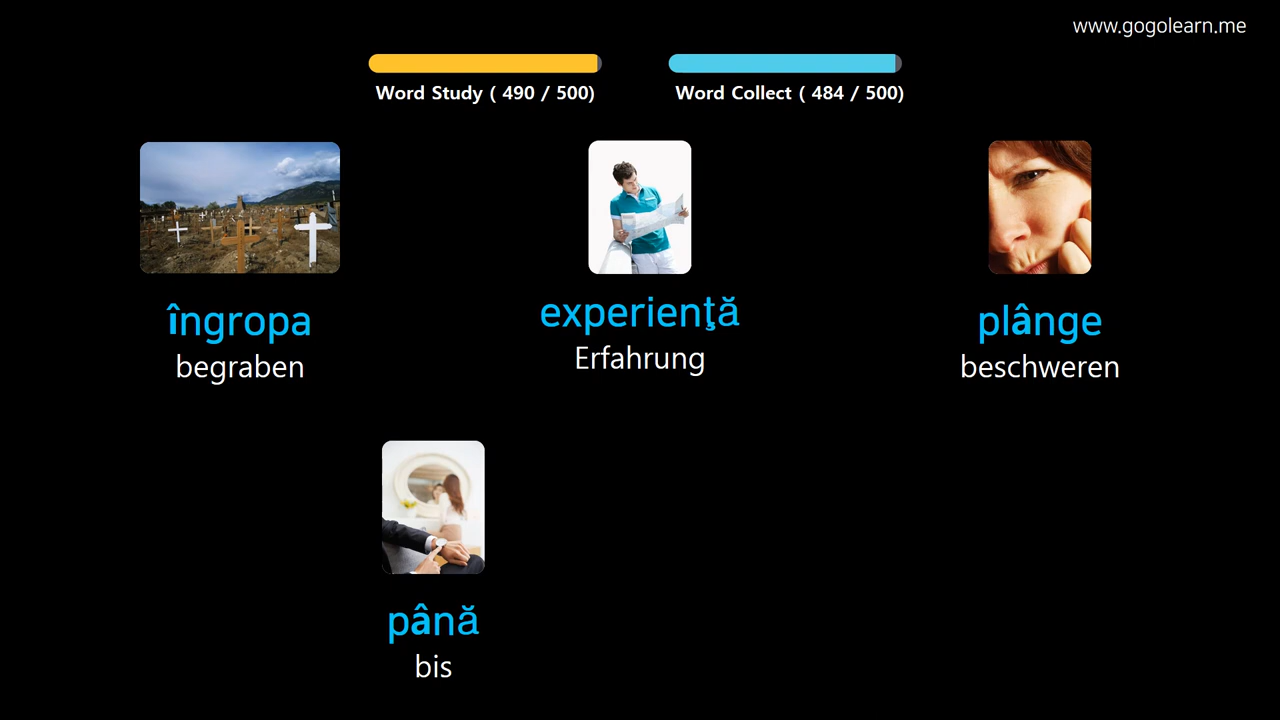 www.gogolearn.me
Word Study ( 490 / 500)
Word Collect ( 484 / 500)
îngropa
begraben
experienţă
Erfahrung
plânge
beschweren
până
bis